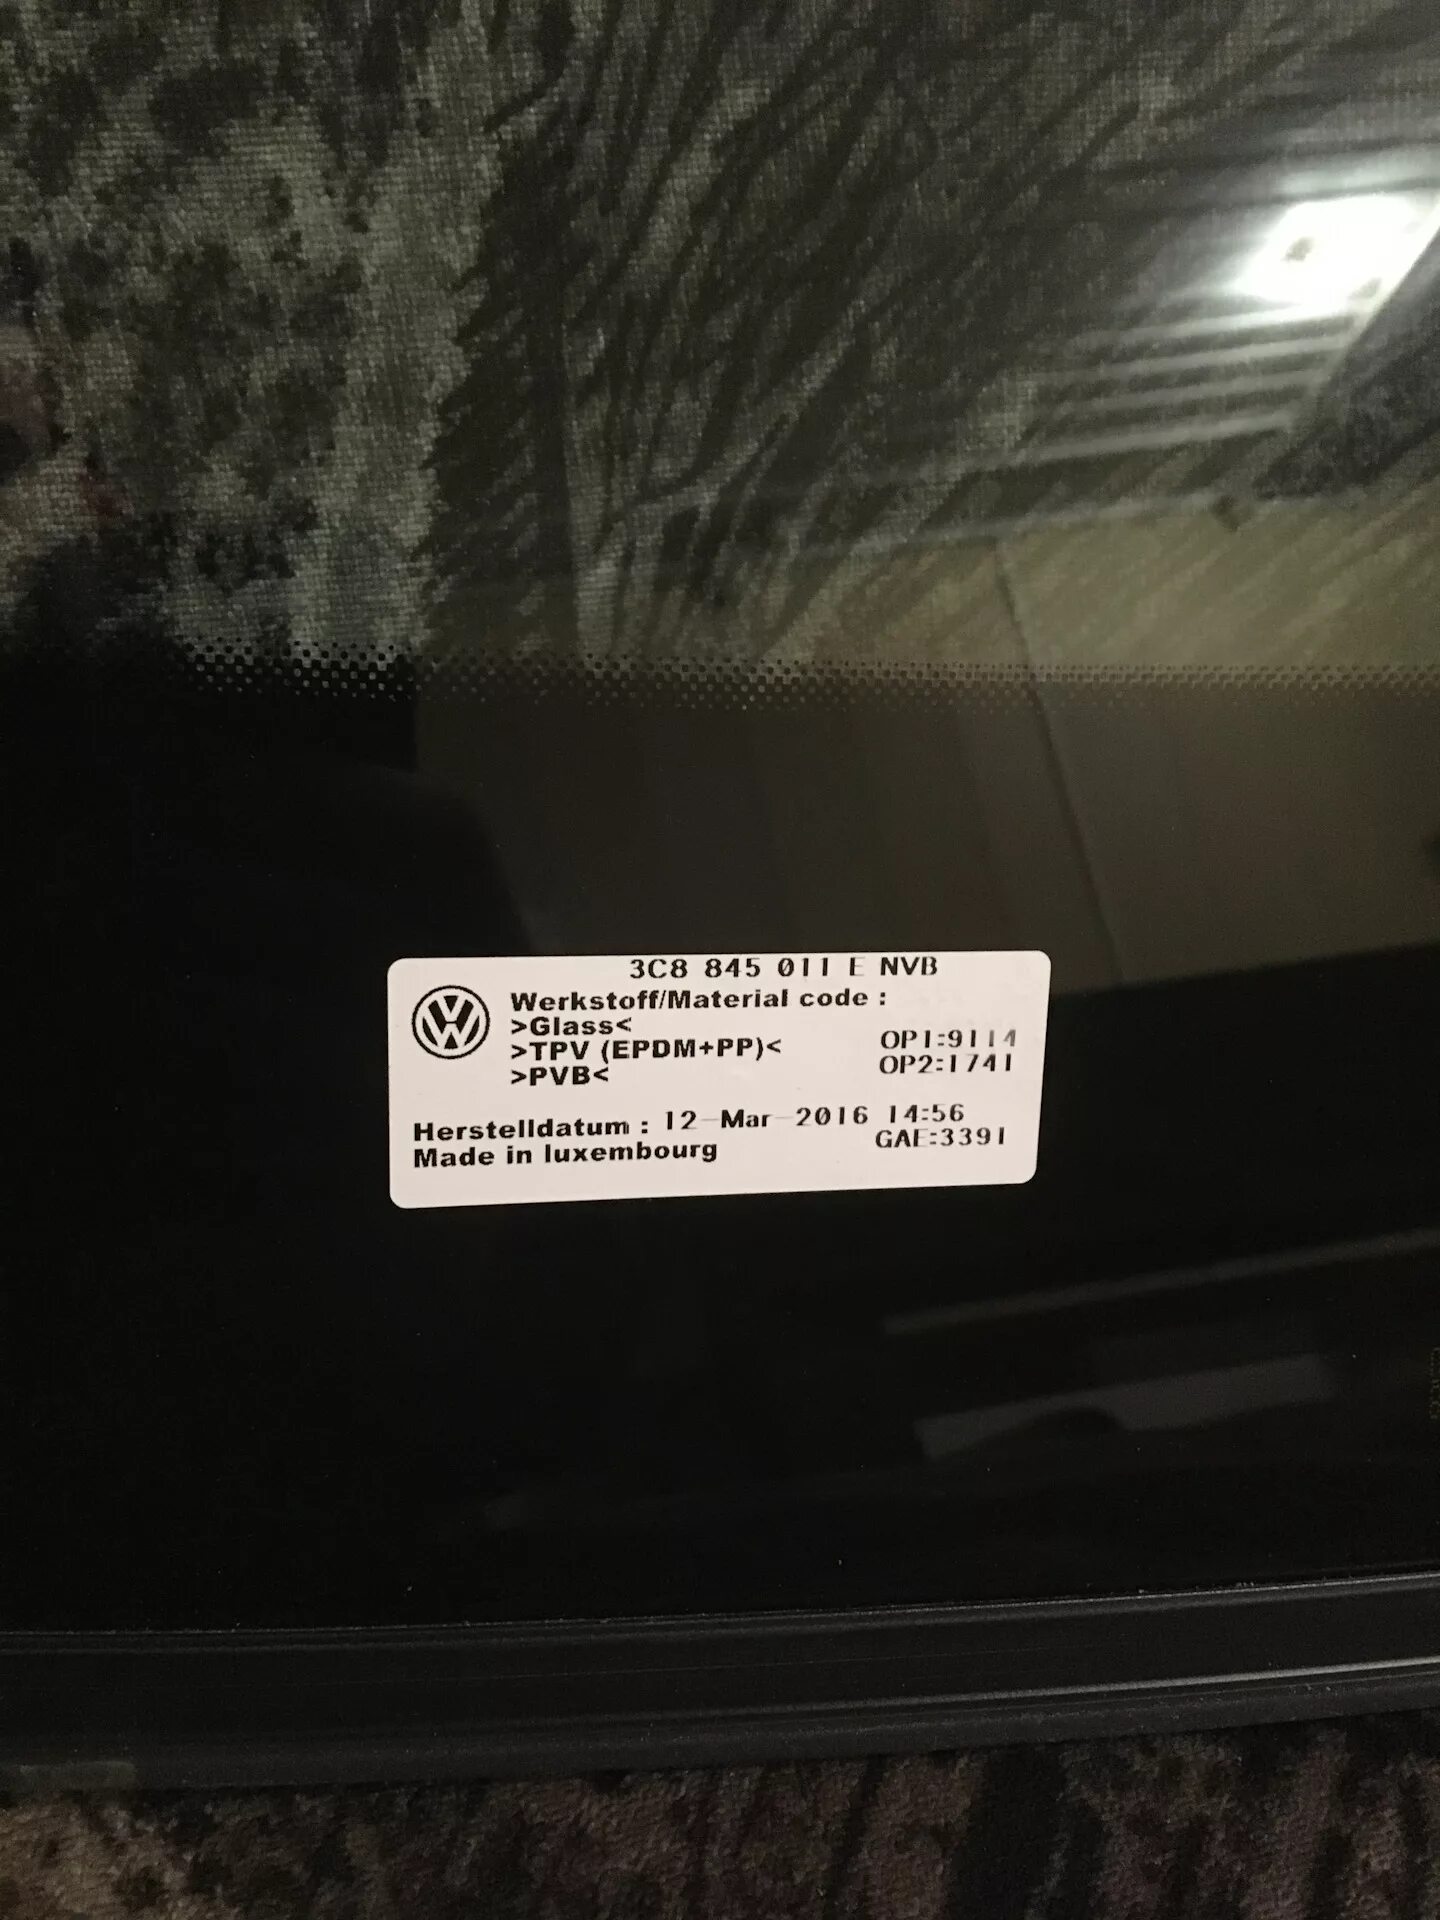 3C8 845 011 E NVB
Werkstoff/Material code :
>Glass<
>TPV (EPDM+PP)< OP1:9114
>PVB< OP2:1741
Herstelldatum : 12-Mar-2016 14:56
Made in luxembourg GAE:3391